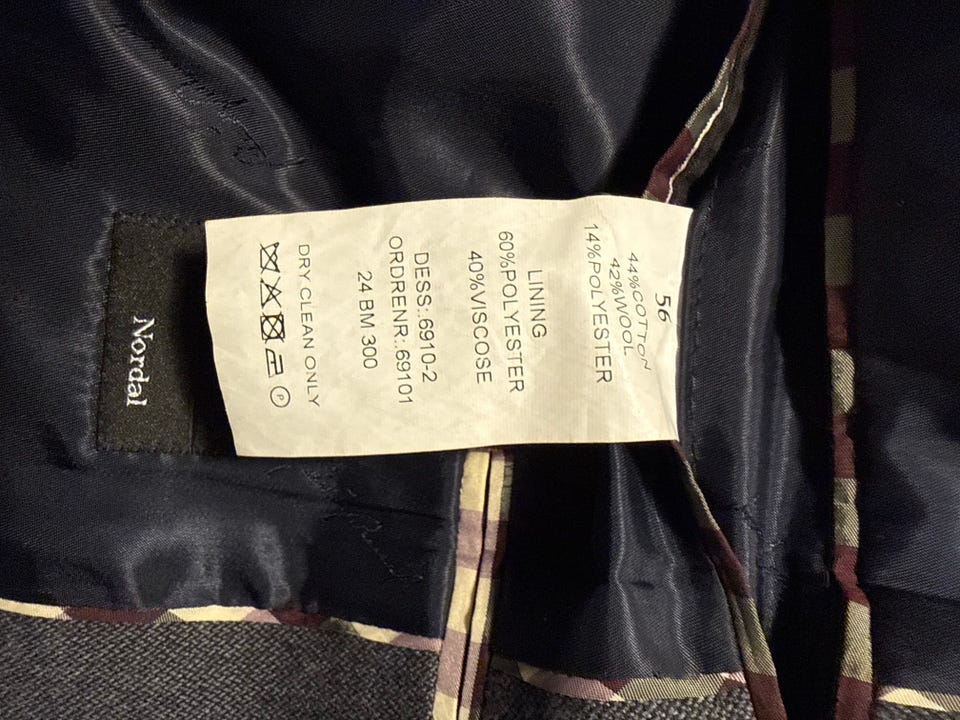 56
44%COTTON
42%WOOL
14%POLYESTER
LINING
60%POLYESTER
40%VISCOSE
DESS:.6910-2
ORDRENR:.69101
24 BM 300
DRY CLEAN ONLY
P
Nordal